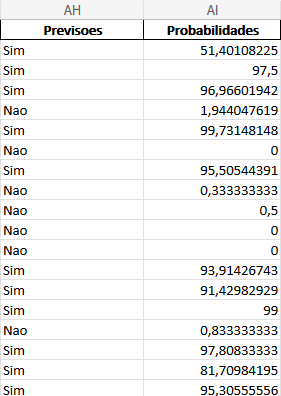 AH AI
Previsoes Probabilidades
Sim 51,40108225
Sim 97,5
Sim 96,96601942
Nao 1,944047619
Sim 99,73148148
Nao 0
Sim 95,50544391
Nao 0,333333333
Nao 0,5
Nao 0
Nao 0
Sim 93,91426743
Sim 91,42982929
Sim 99
Nao 0,833333333
Sim 97,80833333
Sim 81,70984195
Sim 95,30555556